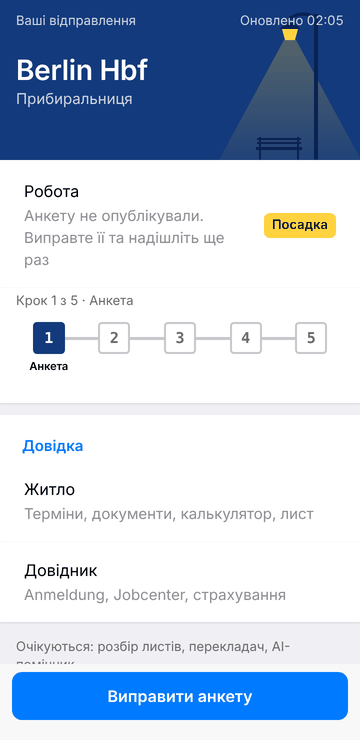 Ваші відправлення
Оновлено 02:05
Berlin Hbf
Прибиральниця
Робота
Анкету не опублікували.
Виправте її та надішліть ще
раз
Посадка
Крок 1 з 5 · Анкета
1
2
3
4
5
Анкета
Довідка
Житло
Терміни, документи, калькулятор, лист
Довідник
Anmeldung, Jobcenter, страхування
Очікуються: розбір листів, перекладач, AI-
Виправити анкету